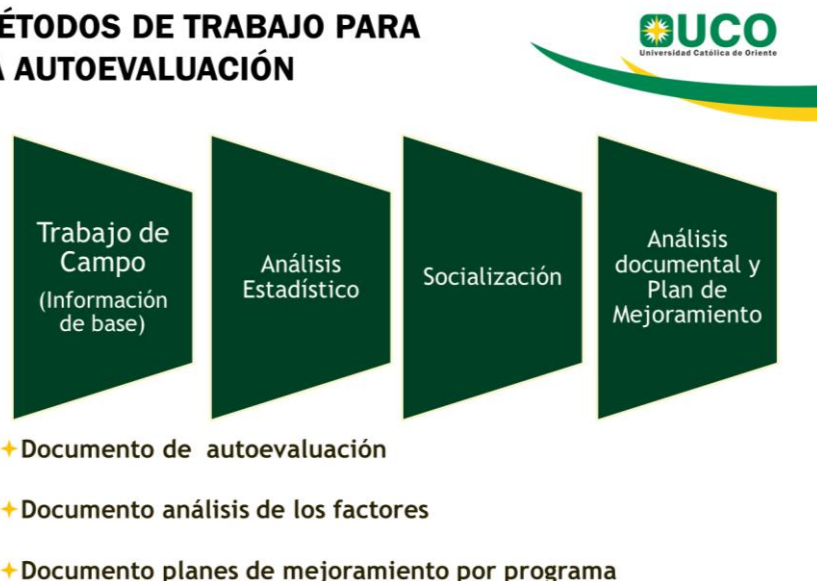 ÉTODOS DE TRABAJO PARA
A AUTOEVALUACIÓN
UCO
Universidad Católica de Oriente
Trabajo de
Campo
(Información
de base)
Análisis
Estadístico
Socialización
Análisis
documental y
Plan de
Mejoramiento
Documento de autoevaluación
Documento análisis de los factores
Documento planes de mejoramiento por programa